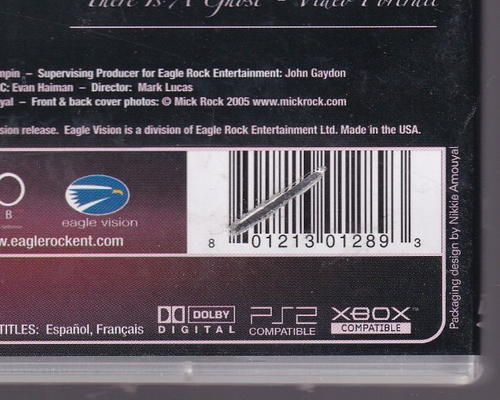 There Is A Ghost - Video Portrait
mpin – Supervising Producer for Eagle Rock Entertainment: John Gaydon
C: Evan Haiman – Director: Mark Lucas
yal – Front & back cover photos: © Mick Rock 2005 www.mickrock.com
sion release. Eagle Vision is a division of Eagle Rock Entertainment Ltd. Made in the USA.
B
eagle vision
w.eaglerockent.com
8 01213 01289 3
Packaging design by Nikkie Amouyal
TITLES: Español, Français
DOLBY
DIGITAL
PS2
COMPATIBLE
XBOX™
COMPATIBLE